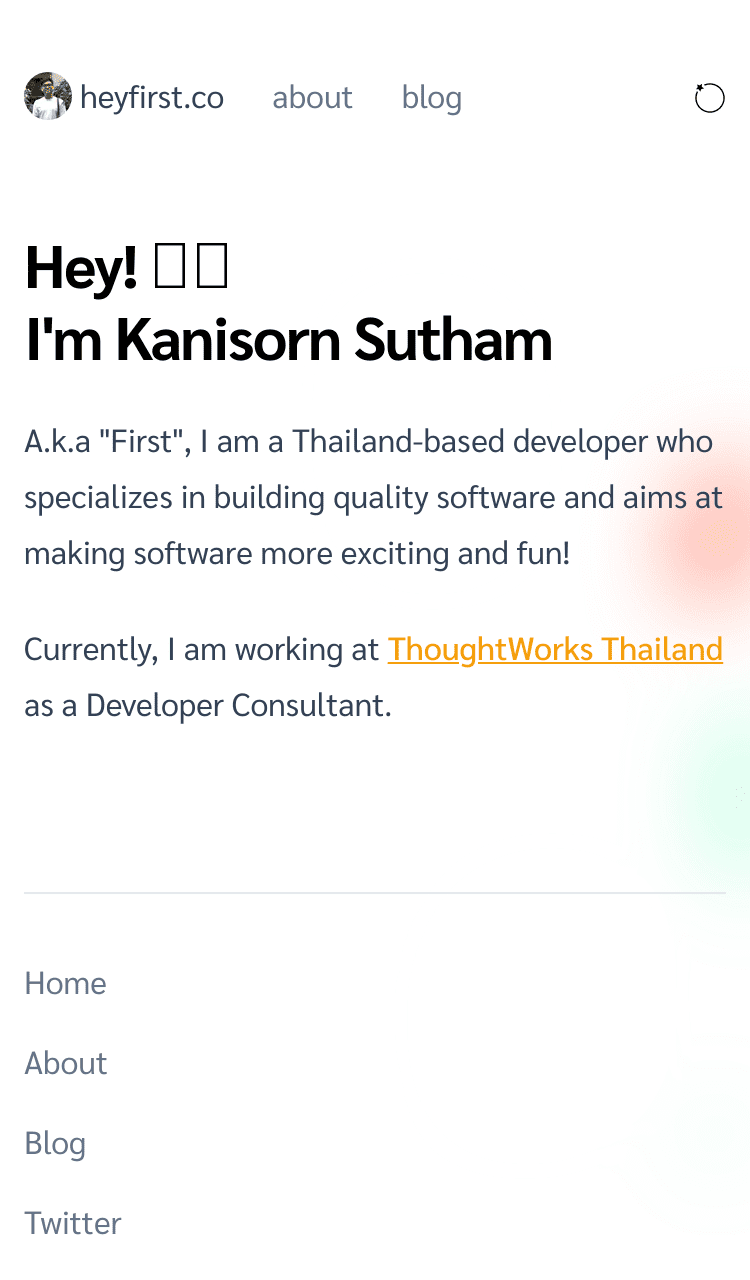 heyfirst.co about blog
Hey!
I'm Kanisorn Sutham
A.k.a "First", I am a Thailand-based developer who
specializes in building quality software and aims at
making software more exciting and fun!
Currently, I am working at ThoughtWorks Thailand
as a Developer Consultant.
Home
About
Blog
Twitter